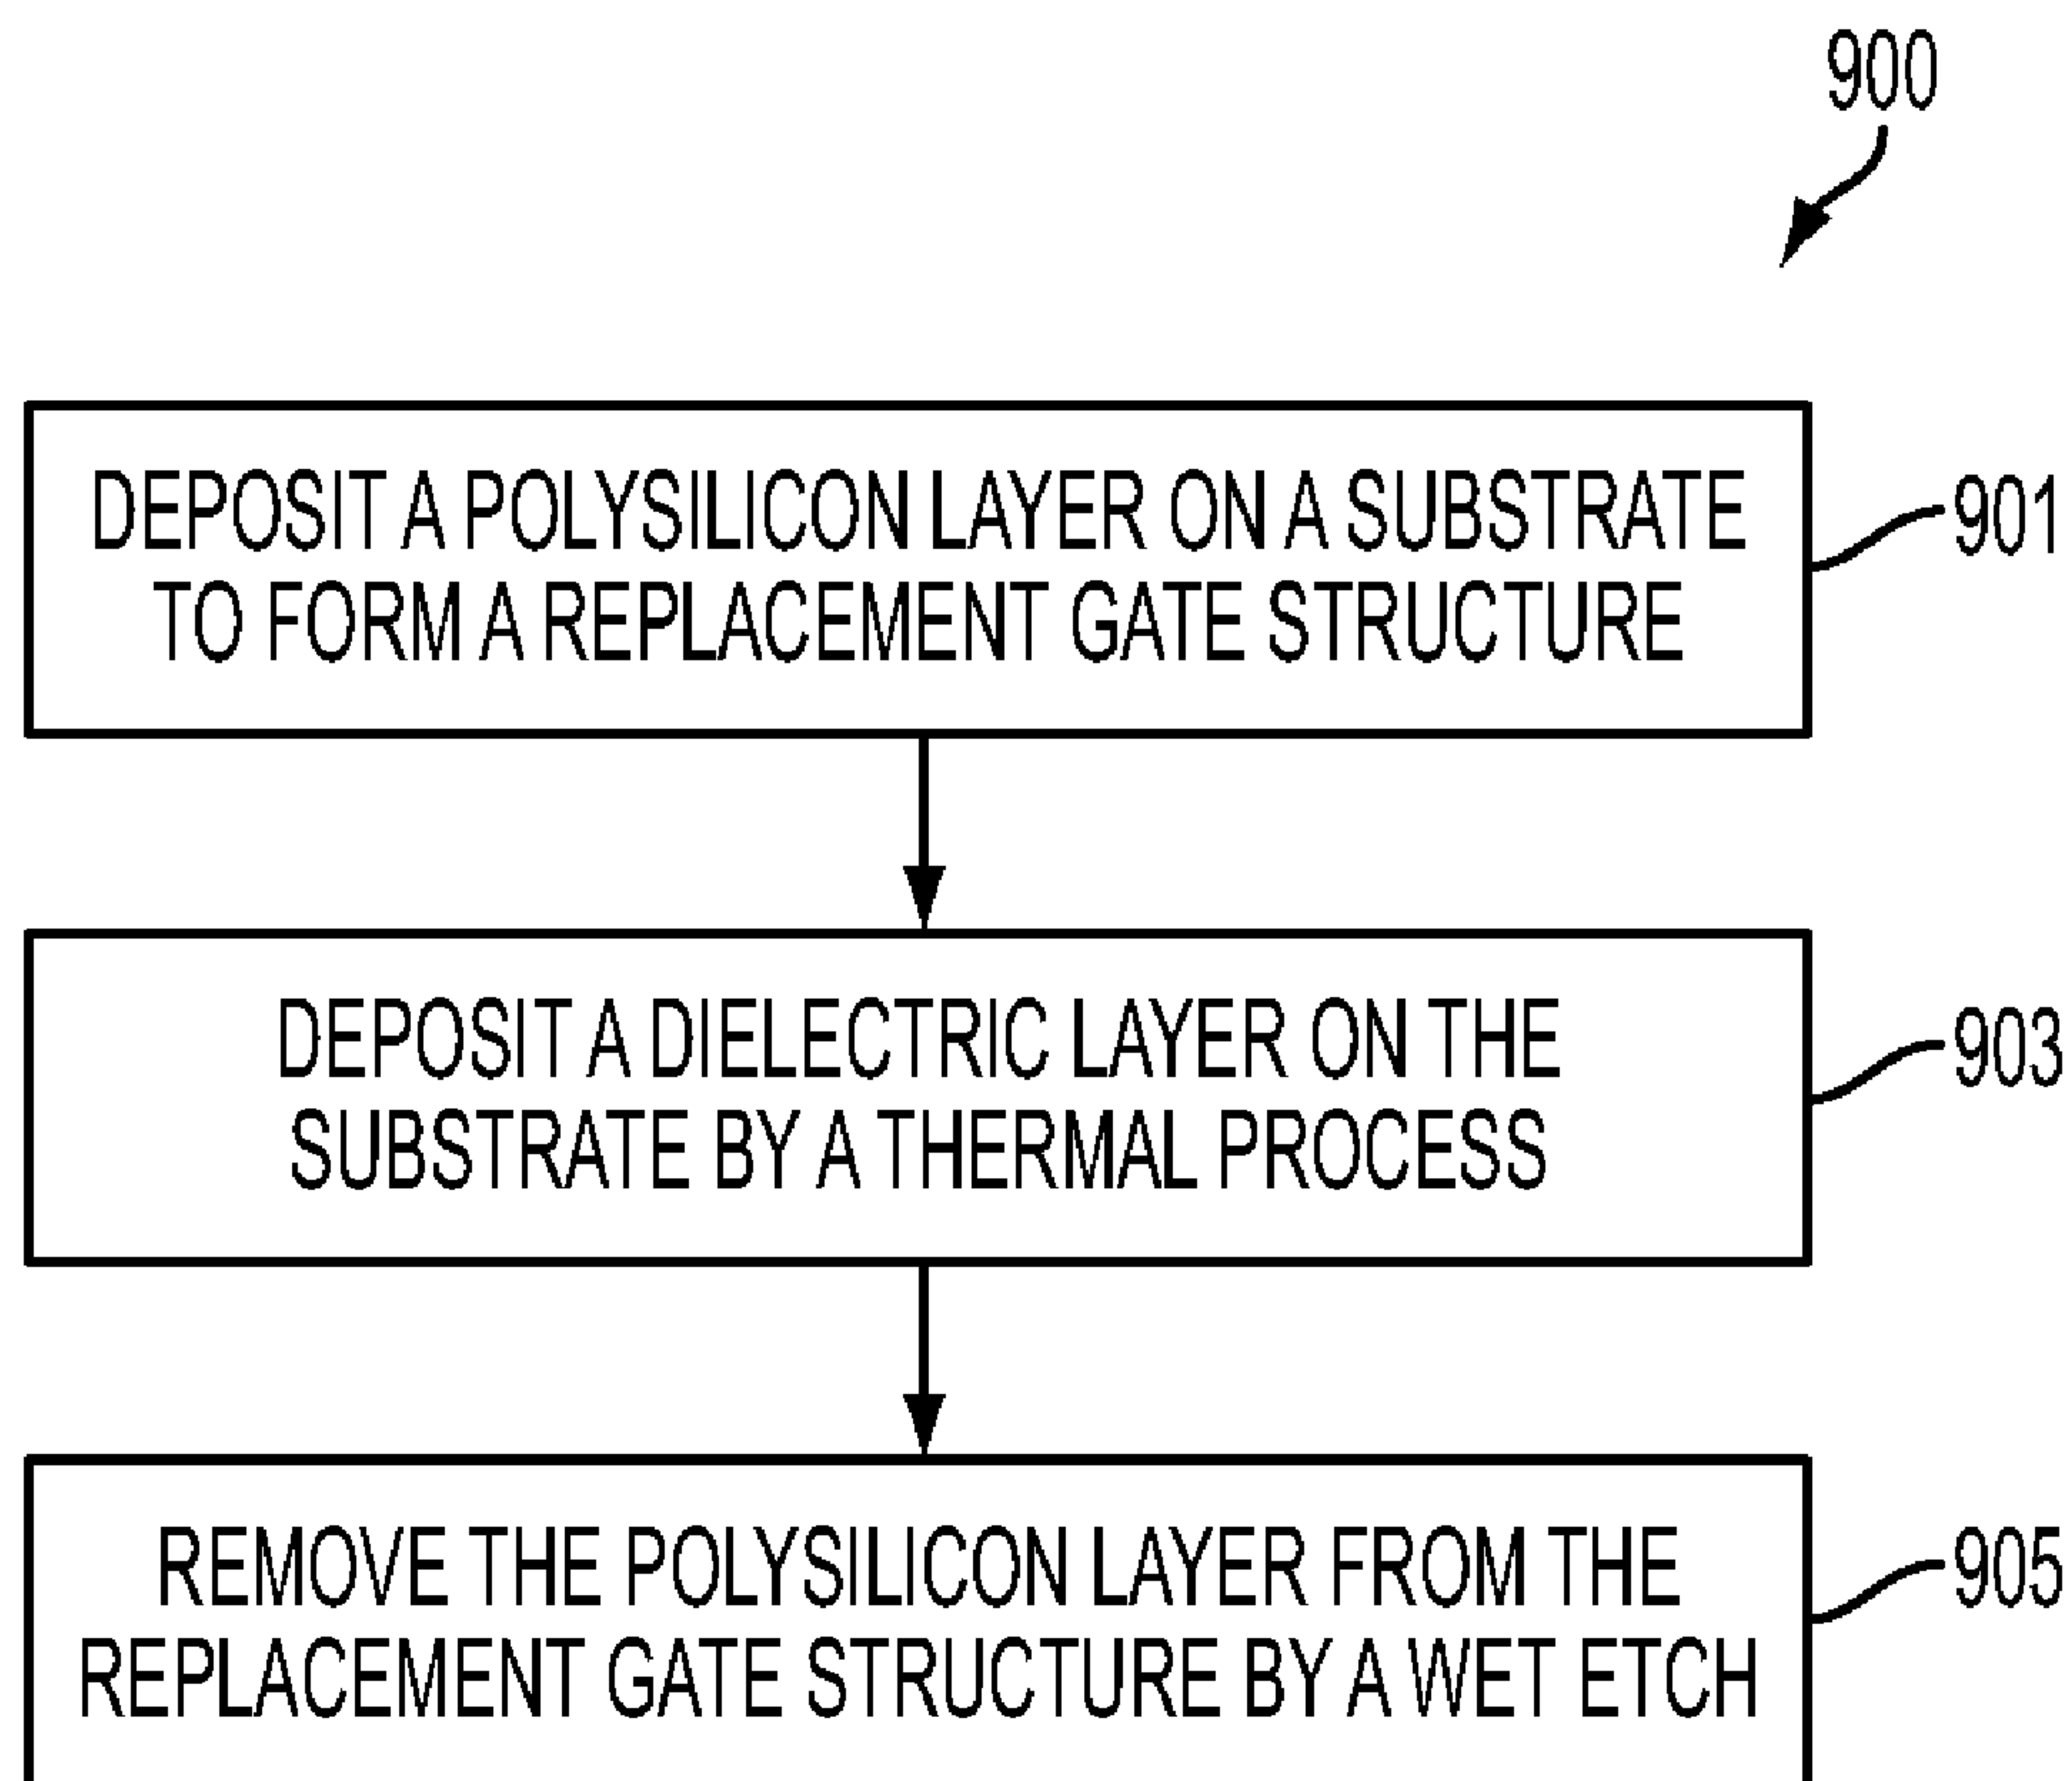 900
DEPOSIT A POLYSILICON LAYER ON A SUBSTRATE
TO FORM A REPLACEMENT GATE STRUCTURE
901
DEPOSIT A DIELECTRIC LAYER ON THE
SUBSTRATE BY A THERMAL PROCESS
903
REMOVE THE POLYSILICON LAYER FROM THE
REPLACEMENT GATE STRUCTURE BY A WET ETCH
905